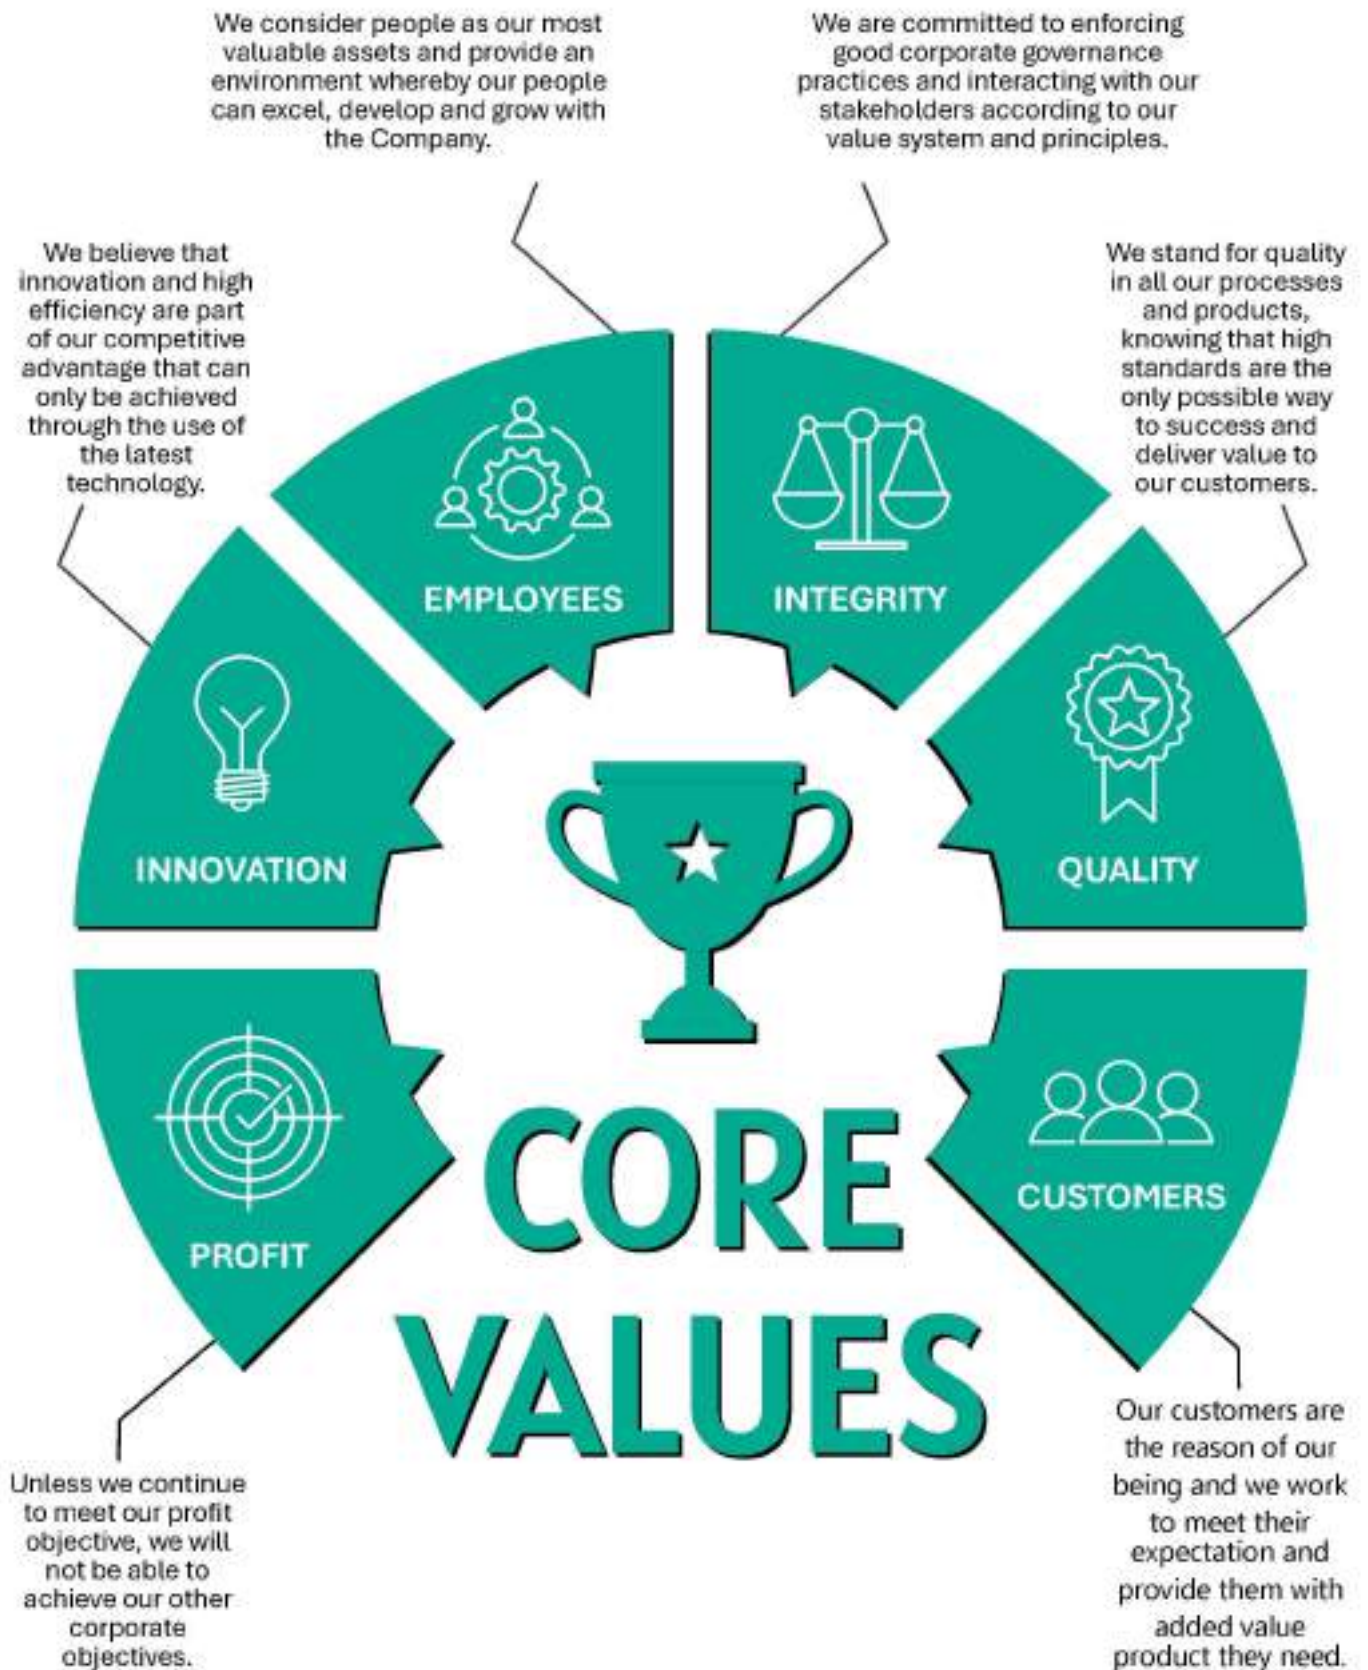 We consider people as our most
valuable assets and provide an
environment whereby our people
can excel, develop and grow with
the Company.
We are committed to enforcing
good corporate governance
practices and interacting with our
stakeholders according to our
value system and principles.
We believe that
innovation and high
efficiency are part
of our competitive
advantage that can
only be achieved
through the use of
the latest
technology.
We stand for quality
in all our processes
and products,
knowing that high
standards are the
only possible way
to success and
deliver value to
our customers.
EMPLOYEES
INTEGRITY
INNOVATION
QUALITY
PROFIT
CUSTOMERS
CORE
VALUES
Unless we continue
to meet our profit
objective, we will
not be able to
achieve our other
corporate
objectives.
Our customers are
the reason of our
being and we work
to meet their
expectation and
provide them with
added value
product they need.